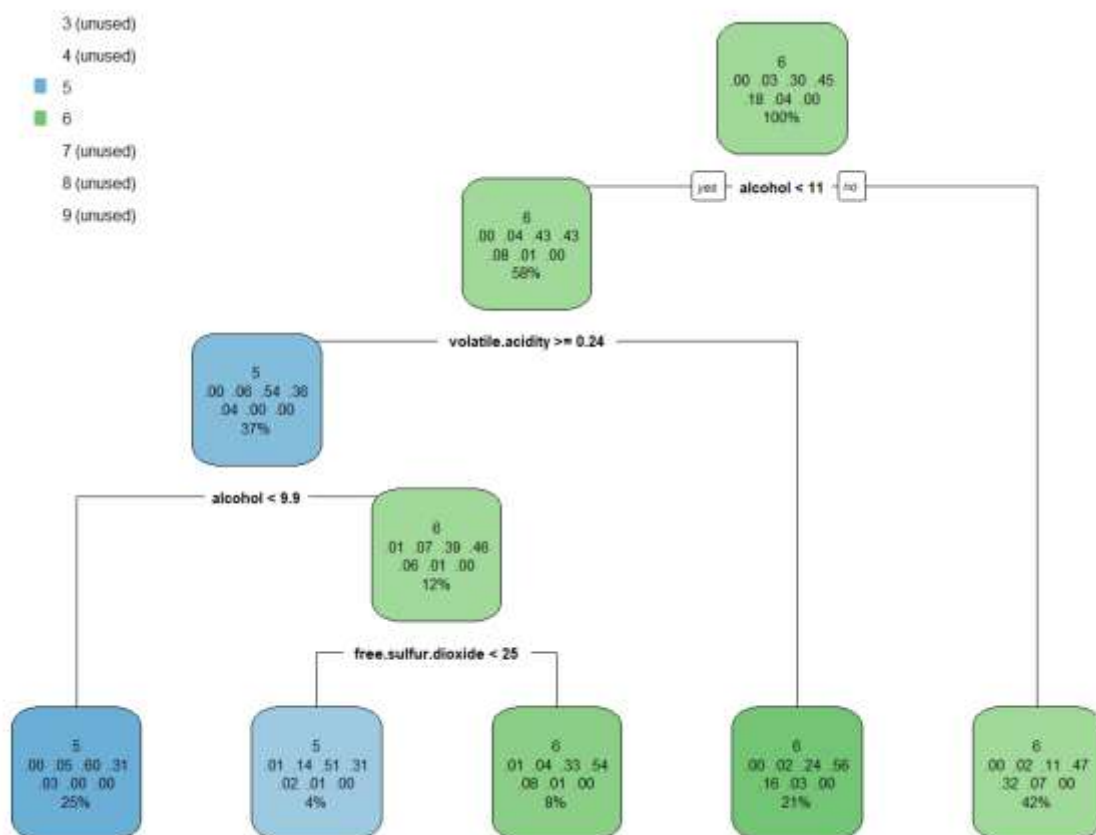 3 (unused)
4 (unused)
5
6
7 (unused)
8 (unused)
9 (unused)
6
.00 .03 .30 .45
.18 .04 .00
100%
yes alcohol < 11 no
6
.00 .04 .43 .43
.08 .01 .00
58%
volatile.acidity >= 0.24
5
.00 .06 .54 .36
.04 .00 .00
37%
alcohol < 9.9
6
.01 .07 .39 .46
.06 .01 .00
12%
free.sulfur.dioxide < 25
5
.00 .05 .60 .31
.03 .00 .00
25%
5
.01 .14 .51 .31
.02 .01 .00
4%
6
.01 .04 .33 .54
.08 .01 .00
8%
6
.00 .02 .24 .56
.16 .03 .00
21%
6
.00 .02 .11 .47
.32 .07 .00
42%